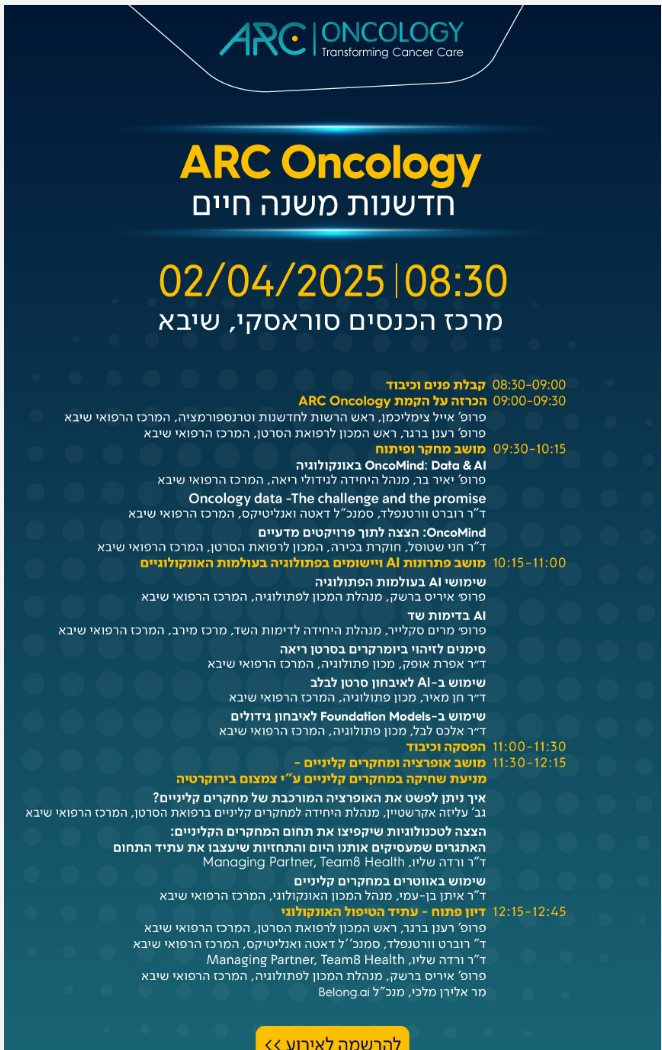 ARC | ONCOLOGY
Transforming Cancer Care
ARC Oncology
חדשנות משנה חיים
02/04/2025 | 08:30
מרכז הכנסים סוראסקי, שיבא
08:30-09:00 קבלת פנים וכיבוד
09:00-09:30 הכרזה על הקמת ARC Oncology
פרופ׳ אייל צימליכמן, ראש הרשות לחדשנות וטרנספורמציה, המרכז הרפואי שיבא
פרופ׳ רענן ברגר, ראש המכון לרפואת הסרטן, המרכז הרפואי שיבא
09:30-10:15 מושב מחקר ופיתוח
OncoMind: Data & AI באונקולוגיה
פרופ׳ יאיר בר, מנהל היחידה לגידולי ריאה, המרכז הרפואי שיבא
Oncology data -The challenge and the promise
ד"ר רוברט וורטנפלד, סמנכ"ל דאטה ואנליטיקס, המרכז הרפואי שיבא
OncoMind: הצצה לתוך פרויקטים מדעיים
ד"ר חני שטוסל, חוקרת בכירה, המכון לרפואת הסרטן, המרכז הרפואי שיבא
10:15-11:00 מושב פתרונות AI ויישומים בפתולוגיה בעולמות האונקולוגיים
שימושי AI בעולמות הפתולוגיה
פרופ׳ איריס ברשק, מנהלת המכון לפתולוגיה, המרכז הרפואי שיבא
AI בדימות שד
פרופ׳ מרים סקלייר, מנהלת היחידה לדימות השד, מרכז מירב, המרכז הרפואי שיבא
סימנים לזיהוי ביומרקרים בסרטן ריאה
ד״ר אפרת אופק, מכון פתולוגיה, המרכז הרפואי שיבא
שימוש ב-AI לאיבחון סרטן לבלב
ד״ר חן מאיר, מכון פתולוגיה, המרכז הרפואי שיבא
שימוש ב-Foundation Models לאיבחון גידולים
ד״ר אלכס לבל, מכון פתולוגיה, המרכז הרפואי שיבא
11:00-11:30 הפסקה וכיבוד
11:30-12:15 מושב אופרציה ומחקרים קליניים -
מניעת שחיקה במחקרים קליניים ע"י צמצום בירוקרטיה
איך ניתן לפשט את האופרציה המורכבת של מחקרים קליניים?
גב׳ עליזה אקרשטיין, מנהלת היחידה למחקרים קליניים ברפואת הסרטן, המרכז הרפואי שיבא
הצצה לטכנולוגיות שיקפיצו את תחום המחקרים הקליניים:
האתגרים שמעסיקים אותנו היום והתחזיות שיעצבו את עתיד התחום
ד"ר ורדה שליו, Managing Partner, Team8 Health
שימוש באווטרים במחקרים קליניים
ד"ר איתן בן-עמי, מנהל המכון האונקולוגי, המרכז הרפואי שיבא
12:15-12:45 דיון פתוח - עתיד הטיפול האונקולוגי
פרופ׳ רענן ברגר, ראש המכון לרפואת הסרטן, המרכז הרפואי שיבא
ד" רוברט וורטנפלד, סמנכ״ל דאטה ואנליטיקס, המרכז הרפואי שיבא
ד"ר ורדה שליו, Managing Partner, Team8 Health
פרופ׳ איריס ברשק, מנהלת המכון לפתולוגיה, המרכז הרפואי שיבא
מר אלירן מלכי, מנכ"ל Belong.ai
להרשמה לאירוע >>